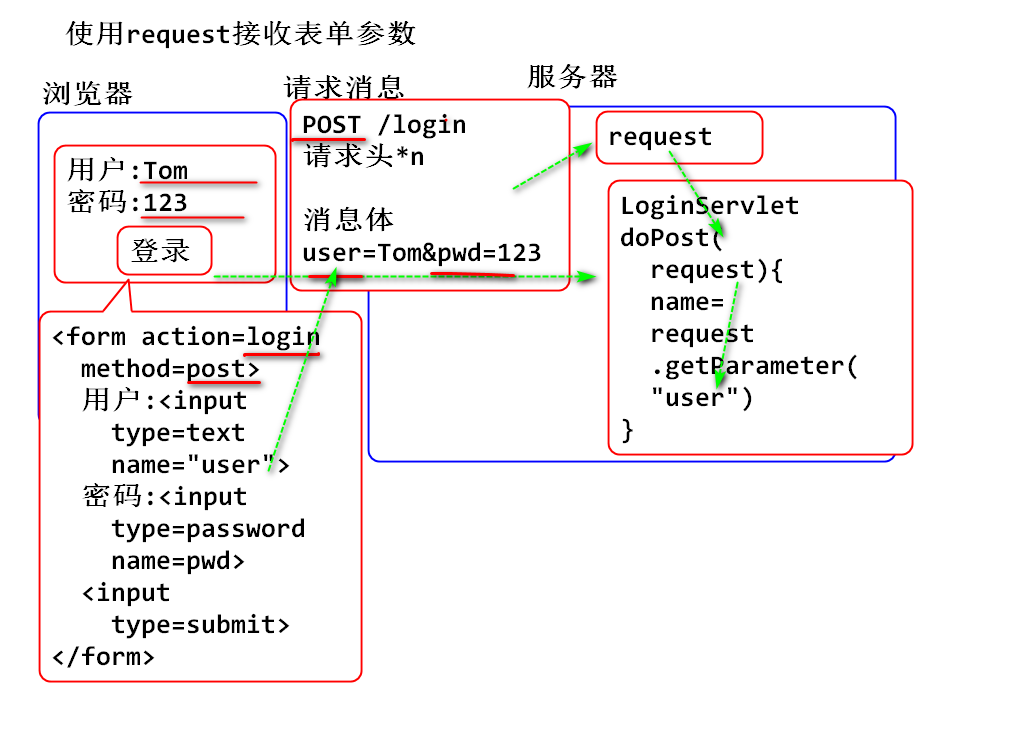 使用request接收表单参数
浏览器
用户:Tom
密码:123
登录
<form action=login
method=post>
用户:<input
type=text
name="user">
密码:<input
type=password
name=pwd>
<input
type=submit>
</form>
请求消息
POST /login
请求头*n
消息体
user=Tom&pwd=123
服务器
request
LoginServlet
doPost(
request){
name=
request
.getParameter(
"user")
}